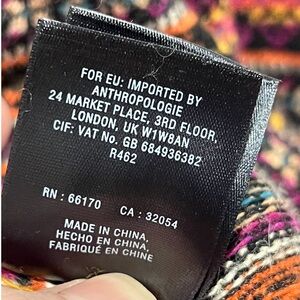 FOR EU: IMPORTED BY
ANTHROPOLOGIE
24 MARKET PLACE, 3RD FLOOR,
LONDON, UK W1W8AN
CIF: VAT No. GB 684936382
R462
RN : 66170 CA : 32054
MADE IN CHINA,
HECHO EN CHINA,
FABRIQUÉ EN CHINE